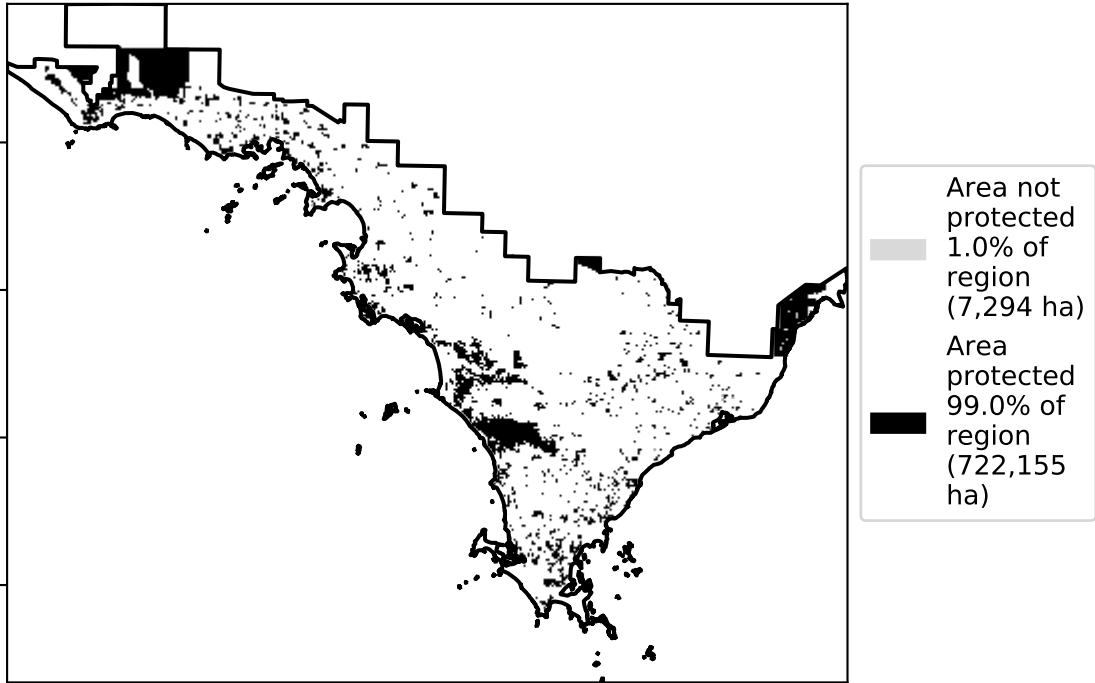 Area not
protected
1.0% of
region
(7,294 ha)
Area
protected
99.0% of
region
(722,155
ha)